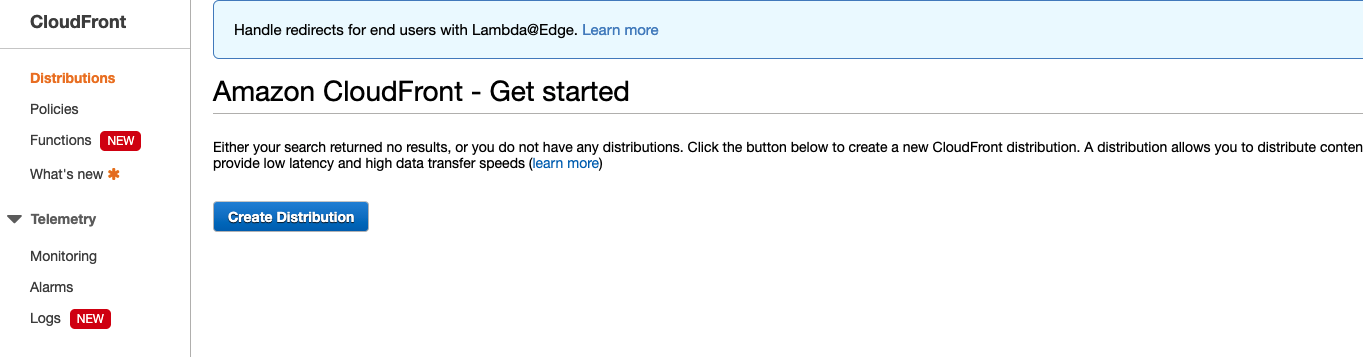 CloudFront
Distributions
Policies
Functions NEW
What's new ✱
Telemetry
Monitoring
Alarms
Logs NEW
Handle redirects for end users with Lambda@Edge. Learn more
Amazon CloudFront - Get started
Either your search returned no results, or you do not have any distributions. Click the button below to create a new CloudFront distribution. A distribution allows you to distribute conten
provide low latency and high data transfer speeds (learn more)
Create Distribution